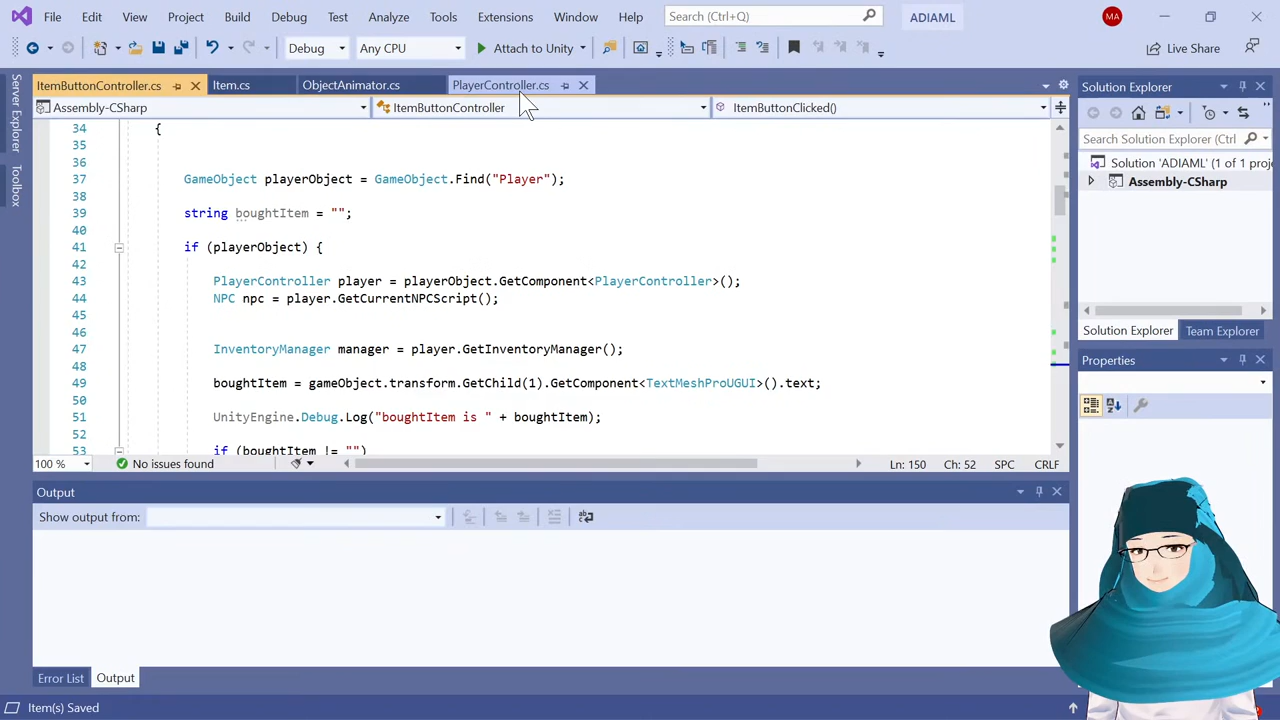 File Edit View Project Build Debug Test Analyze Tools Extensions Window Help Search (Ctrl+Q) ADIAML MA
Debug Any CPU Attach to Unity Live Share
ItemButtonController.cs Item.cs ObjectAnimator.cs PlayerController.cs
Assembly-CSharp ItemButtonController ItemButtonClicked()
Server Explorer
Toolbox
34 {
35
36
37 GameObject playerObject = GameObject.Find("Player");
38
39 string boughtItem = "";
40
41 if (playerObject) {
42
43 PlayerController player = playerObject.GetComponent<PlayerController>();
44 NPC npc = player.GetCurrentNPCScript();
45
46
47 InventoryManager manager = player.GetInventoryManager();
48
49 boughtItem = gameObject.transform.GetChild(1).GetComponent<TextMeshProUGUI>().text;
50
51 UnityEngine.Debug.Log("boughtItem is " + boughtItem);
52
53 if (boughtItem != "")
100 % No issues found Ln: 150 Ch: 52 SPC CRLF
Output
Show output from:
Error List Output
Item(s) Saved
Solution Explorer
Search Solution Explorer (Ctrl
Solution 'ADIAML' (1 of 1 proje
Assembly-CSharp
Solution Explorer Team Explorer
Properties